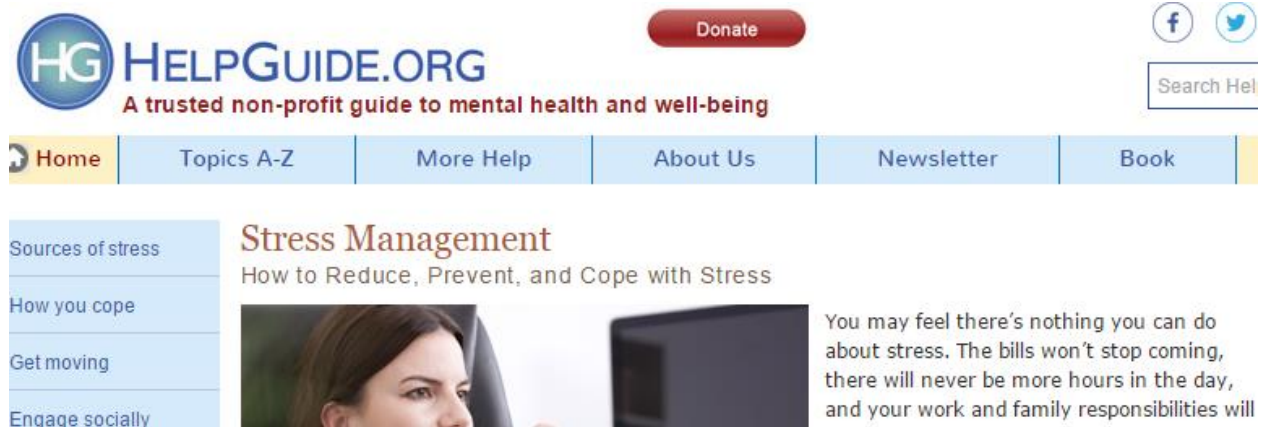 Donate
f
HG
HELPGUIDE.ORG
A trusted non-profit guide to mental health and well-being
Search
Home
Topics A-Z
More Help
About Us
Newsletter
Book
Sources of stress
How you cope
Get moving
Engage socially
Stress Management
How to Reduce, Prevent, and Cope with Stress
You may feel there's nothing you can do
about stress. The bills won't stop coming,
there will never be more hours in the day,
and your work and family responsibilities will